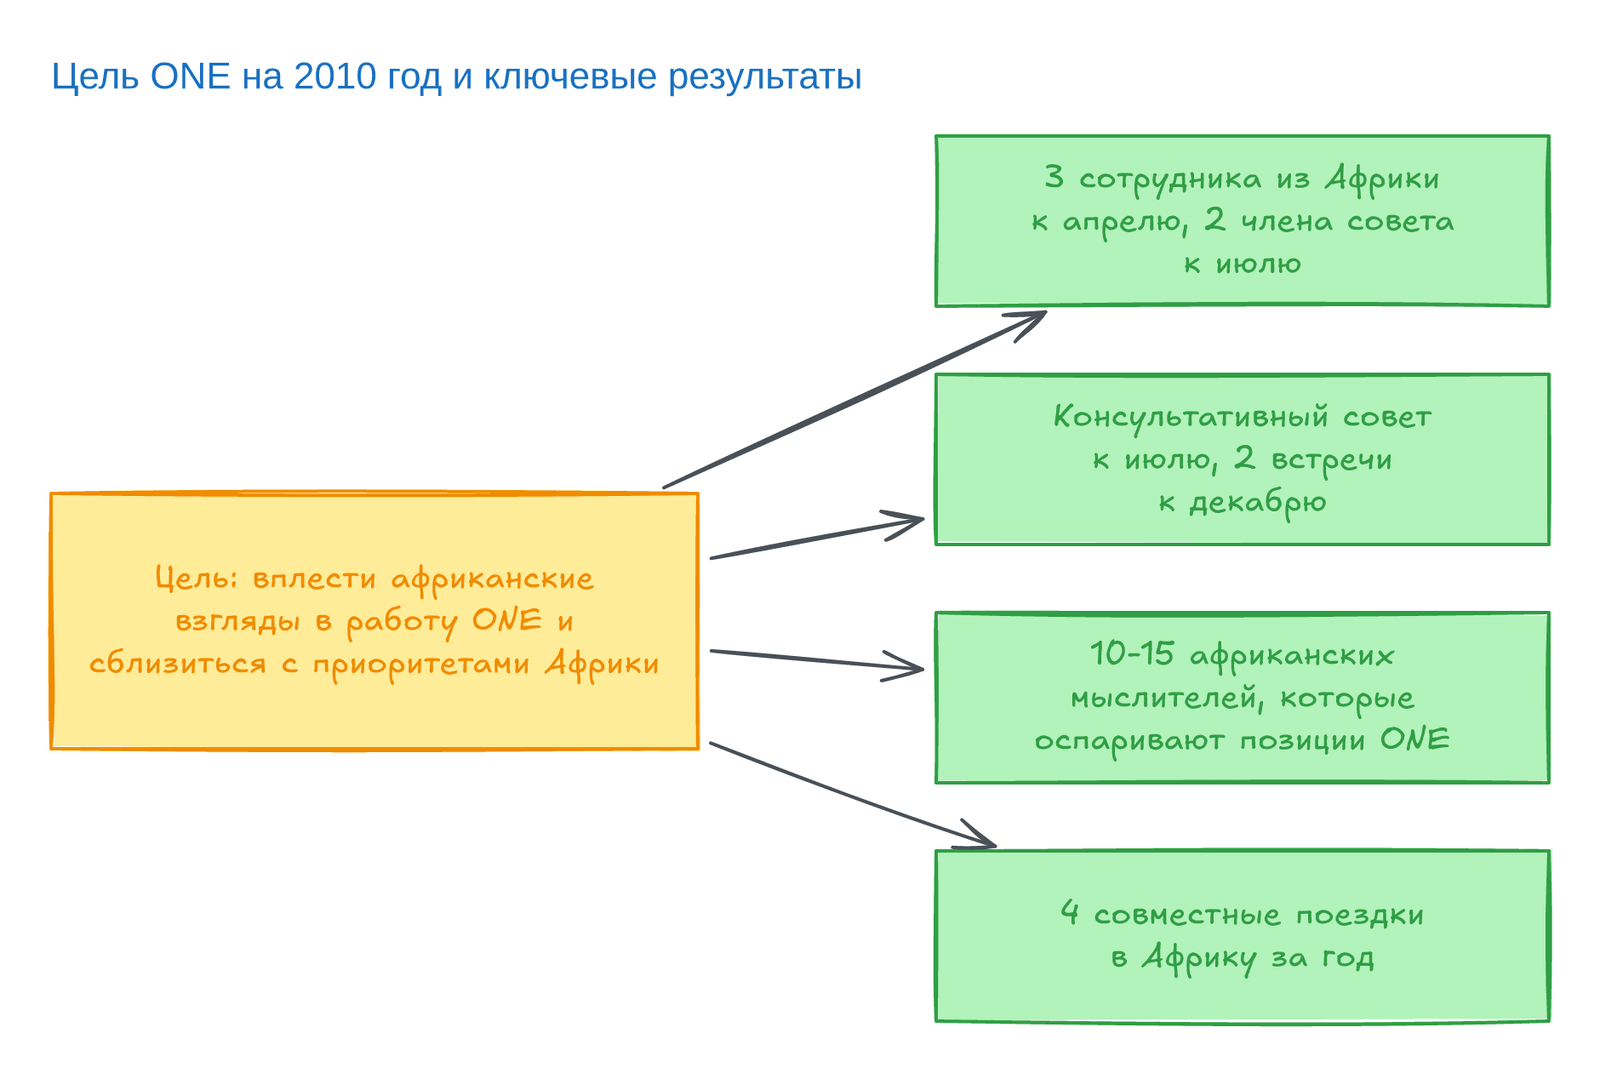 Цель ONE на 2010 год и ключевые результаты
3 сотрудника из Африки
к апрелю, 2 члена совета
к июлю
Консультативный совет
к июлю, 2 встречи
к декабрю
Цель: вплести африканские
взгляды в работу ONE и
сблизиться с приоритетами Африки
10-15 африканских
мыслителей, которые
оспаривают позиции ONE
4 совместные поездки
в Африку за год